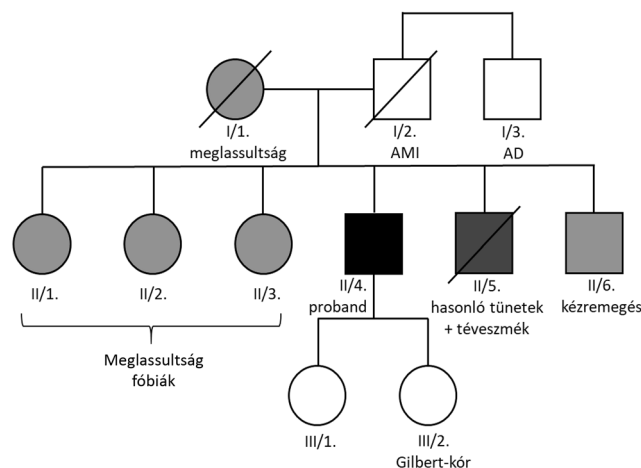 I/1.
meglassultság
I/2.
AMI
I/3.
AD
II/1.
II/2.
II/3.
II/4.
proband
II/5.
hasonló tünetek
+ téveszmék
II/6.
kézremegés
Meglassultság
fóbiák
III/1.
III/2.
Gilbert-kór